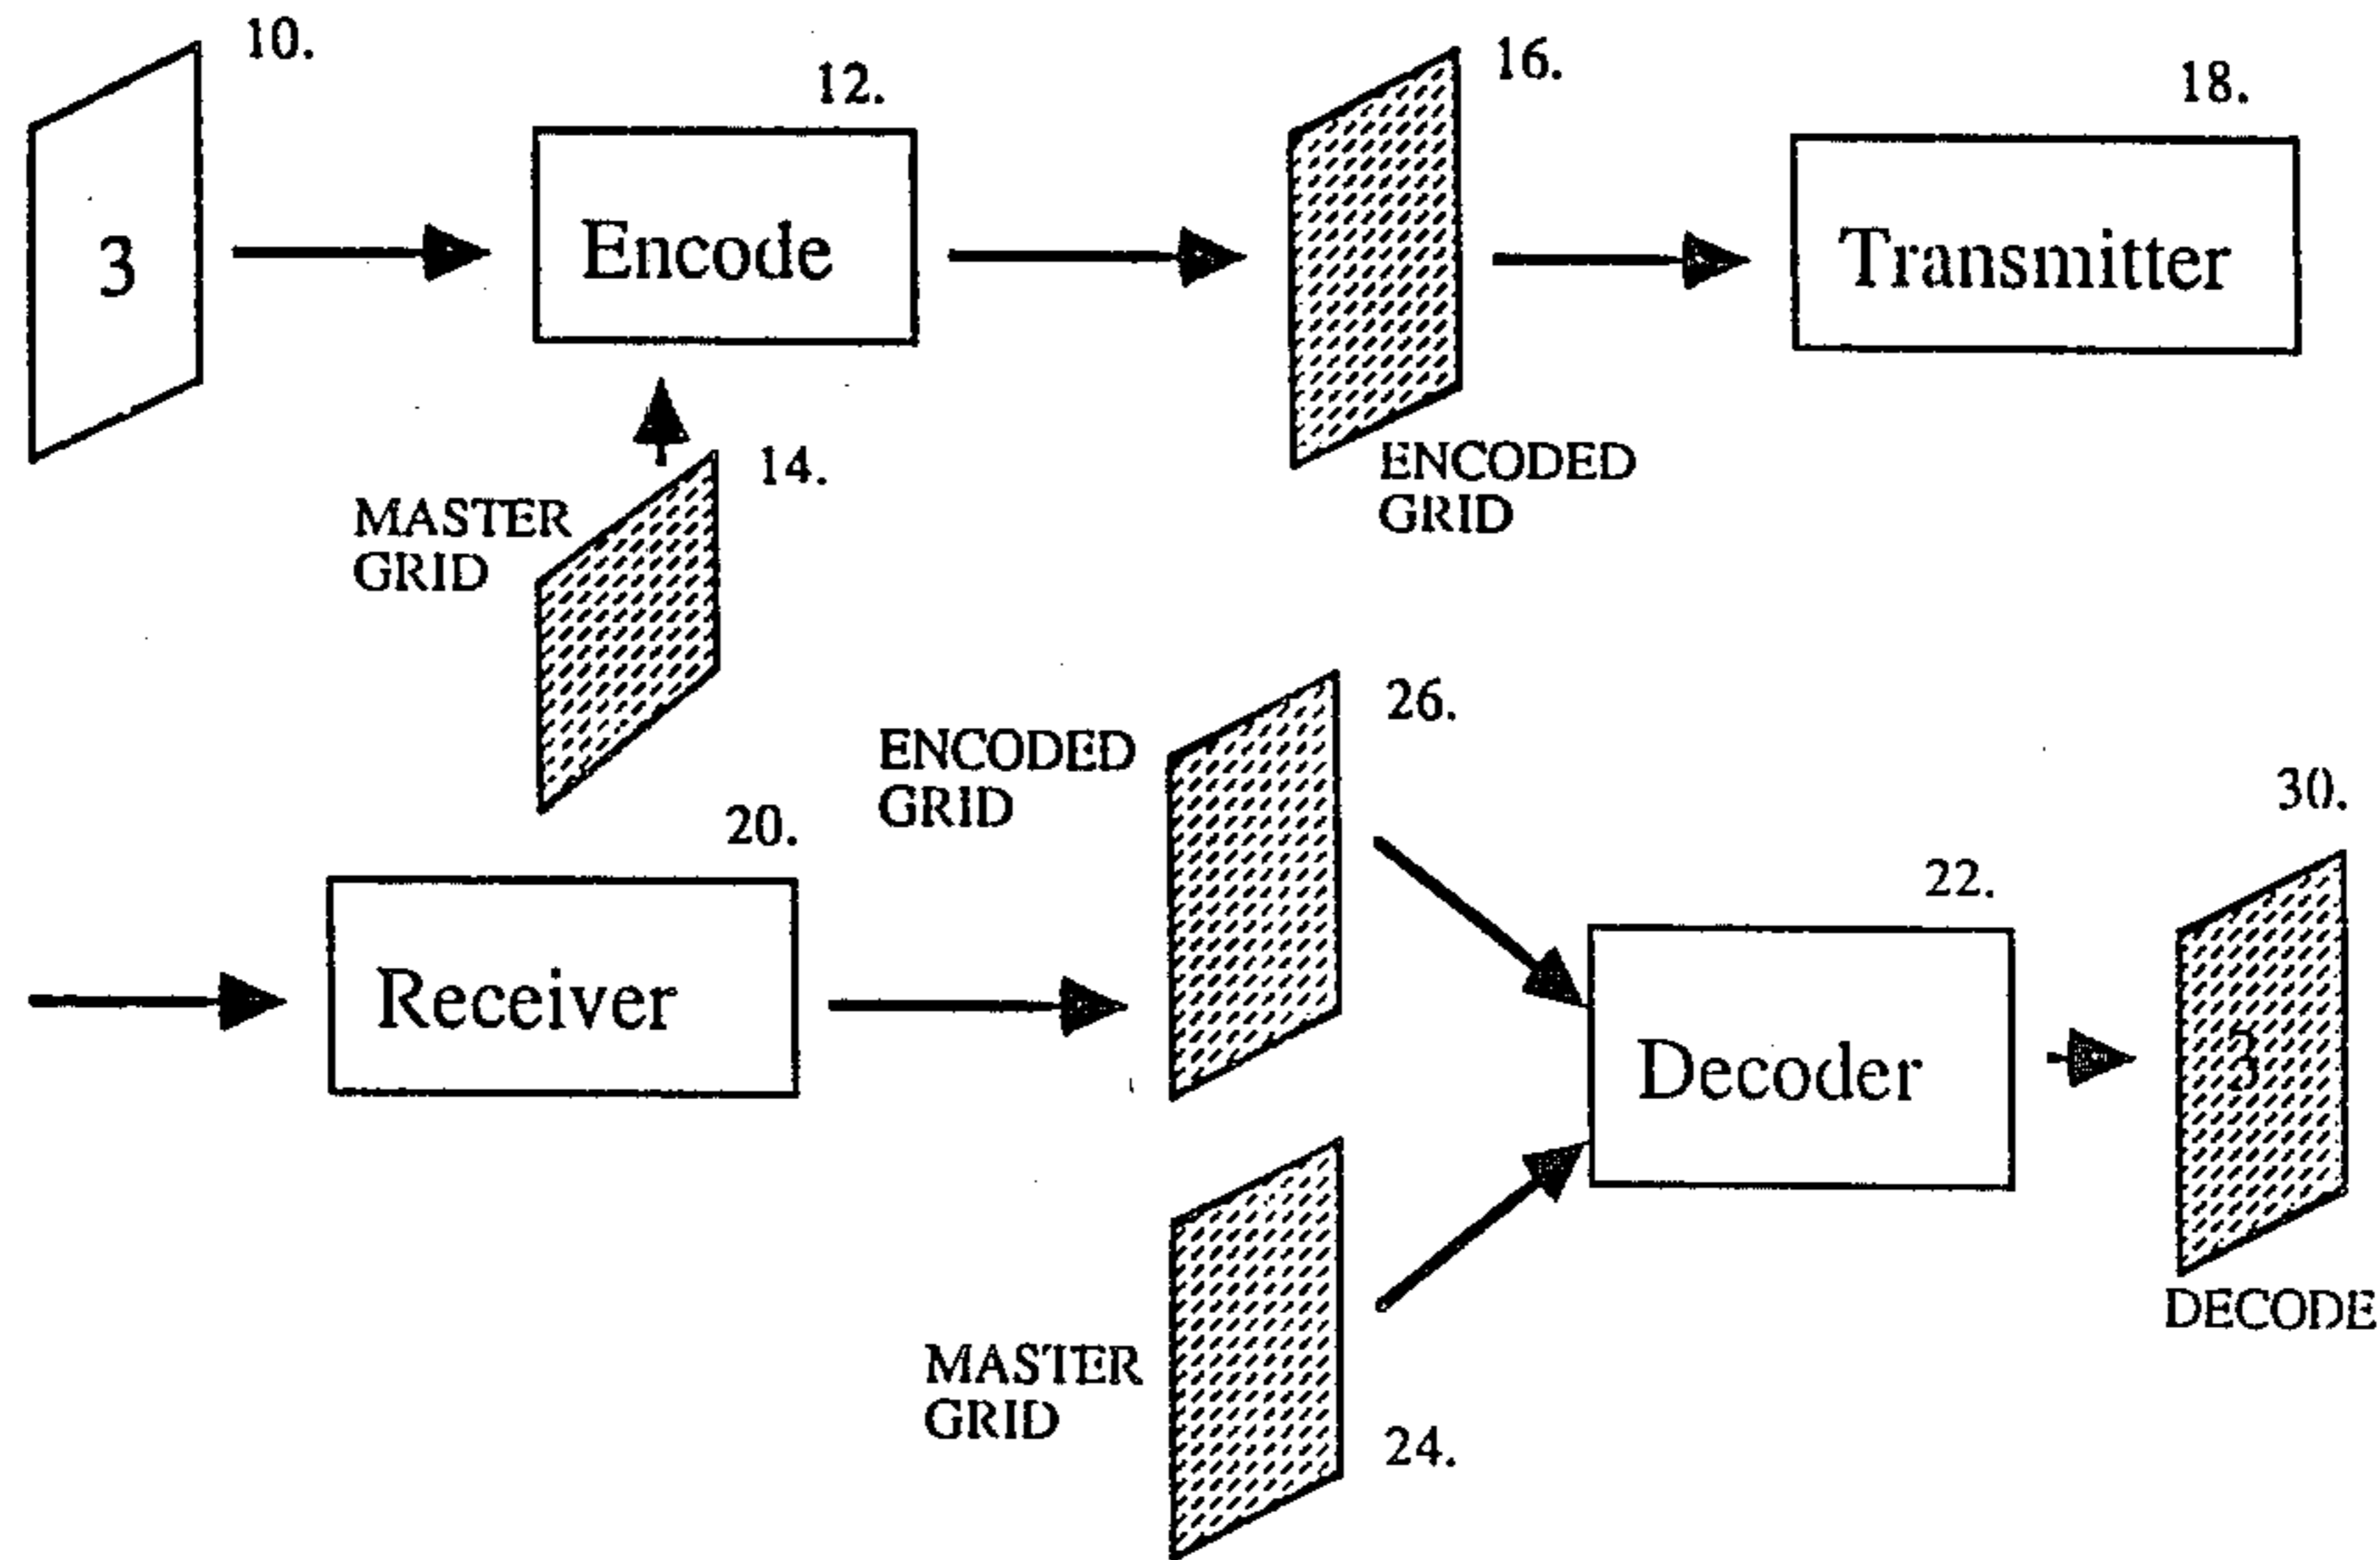 10.
12.
16.
18.
3
Encode
Transmitter
14.
MASTER
GRID
ENCODED
GRID
20.
ENCODED
GRID
26.
30.
22.
Receiver
Decoder
3
MASTER
GRID
24.
DECODE